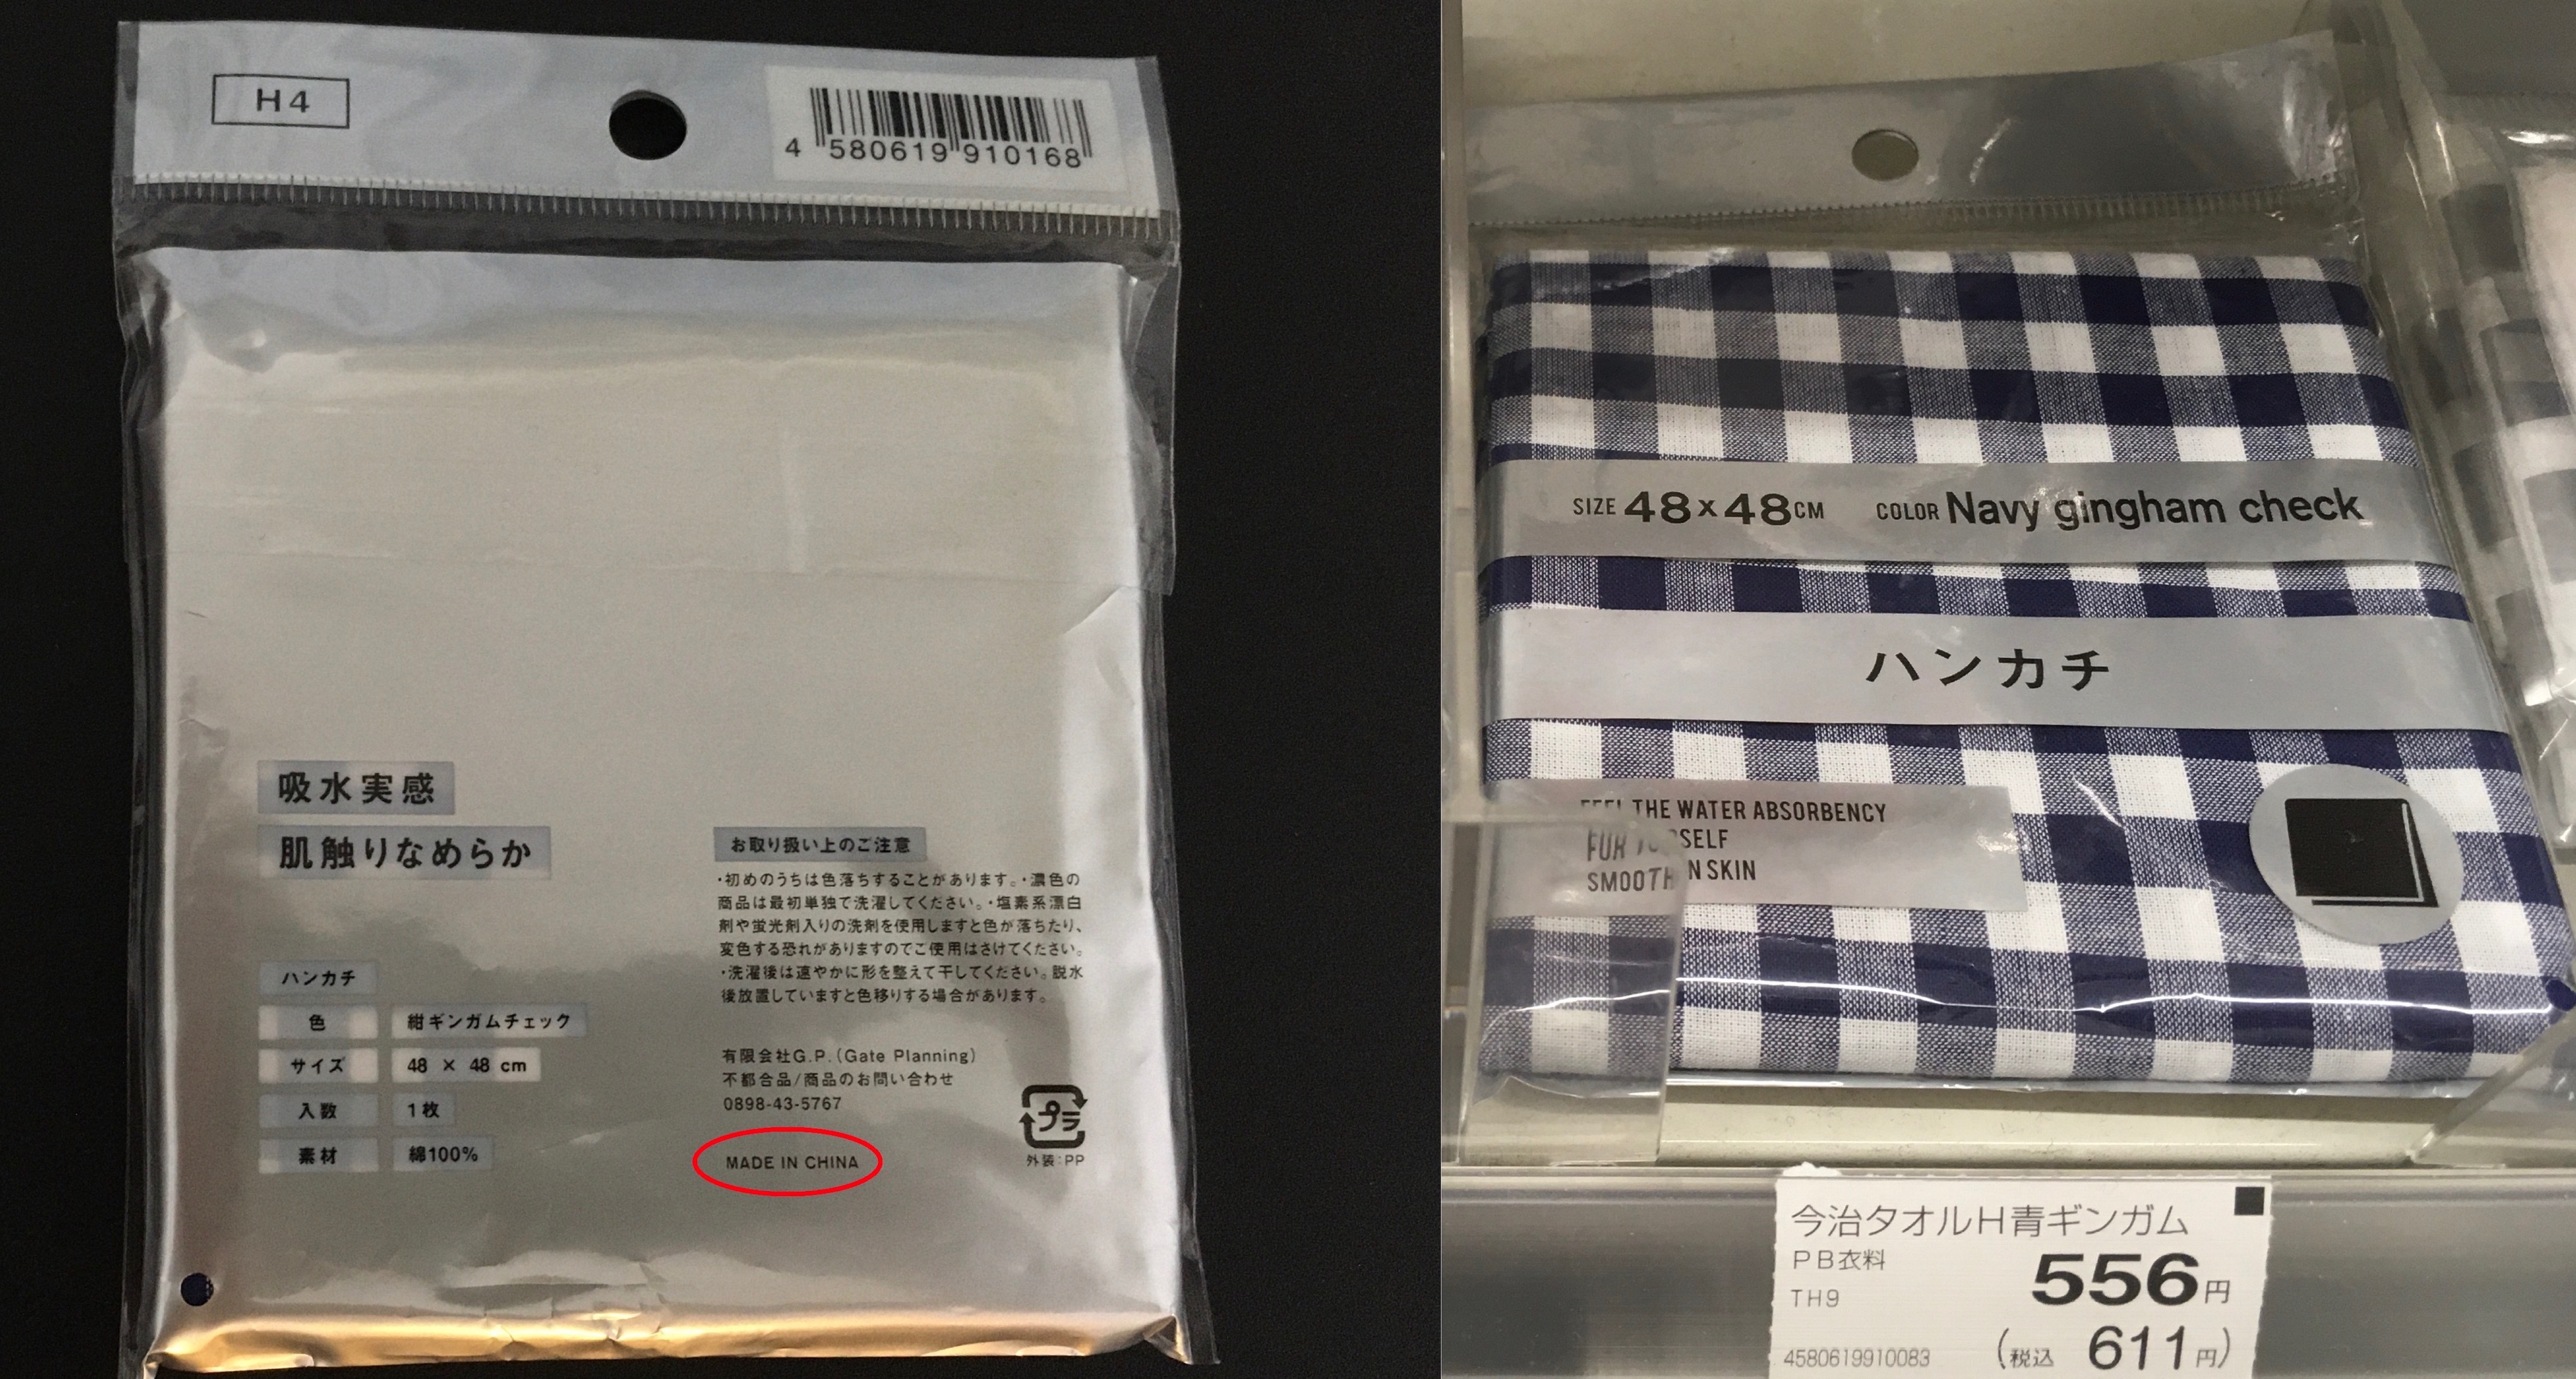 H4
4 580619 910168
吸水実感
肌触りなめらか
ハンカチ
色 紺ギンガムチェック
サイズ 48 × 48 cm
入数 1枚
素材 綿100%
お取り扱い上のご注意
・初めのうちは色落ちすることがあります。・濃色の
商品は最初単独で洗濯してください。・塩素系漂白
剤や蛍光剤入りの洗剤を使用しますと色が落ちたり、
変色する恐れがありますのでご使用はさけてください。
・洗濯後は速やかに形を整えて干してください。脱水
後放置していますと色移りする場合があります。
有限会社G.P.(Gate Planning)
不都合品/商品のお問い合わせ
0898-43-5767
MADE IN CHINA
プラ
外装:PP
SIZE 48×48CM COLOR Navy gingham check
ハンカチ
FEEL THE WATER ABSORBENCY
FOR YOURSELF
SMOOTH ON SKIN
今治タオルH青ギンガム
PB衣料
TH9
556円
4580619910083 (税込 611円)